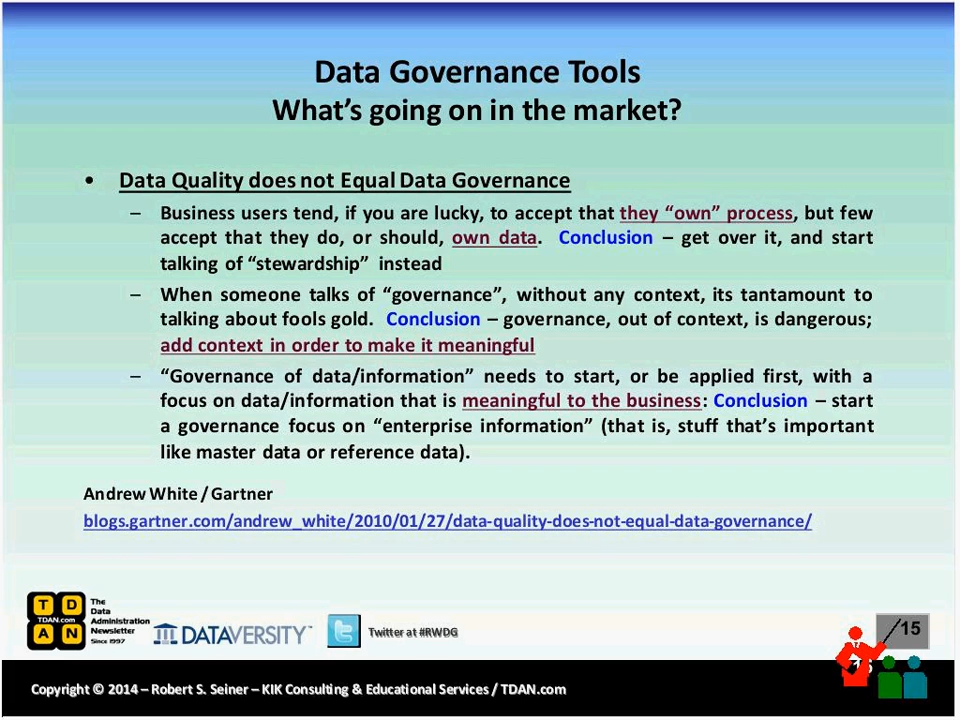 Data Governance Tools
What's going on in the market?
• Data Quality does not Equal Data Governance
– Business users tend, if you are lucky, to accept that they “own” process, but few
accept that they do, or should, own data. Conclusion – get over it, and start
talking of “stewardship” instead
– When someone talks of “governance”, without any context, its tantamount to
talking about fools gold. Conclusion – governance, out of context, is dangerous;
add context in order to make it meaningful
– “Governance of data/information” needs to start, or be applied first, with a
focus on data/information that is meaningful to the business: Conclusion – start
a governance focus on “enterprise information” (that is, stuff that’s important
like master data or reference data).
Andrew White / Gartner
blogs.gartner.com/andrew_white/2010/01/27/data-quality-does-not-equal-data-governance/
T D
TDAN.com
A N
The
Data
Administration
Newsletter
Since 1997
DATAVERSITY™
Twitter at #RWDG
15
Copyright © 2014 – Robert S. Seiner – KIK Consulting & Educational Services / TDAN.com